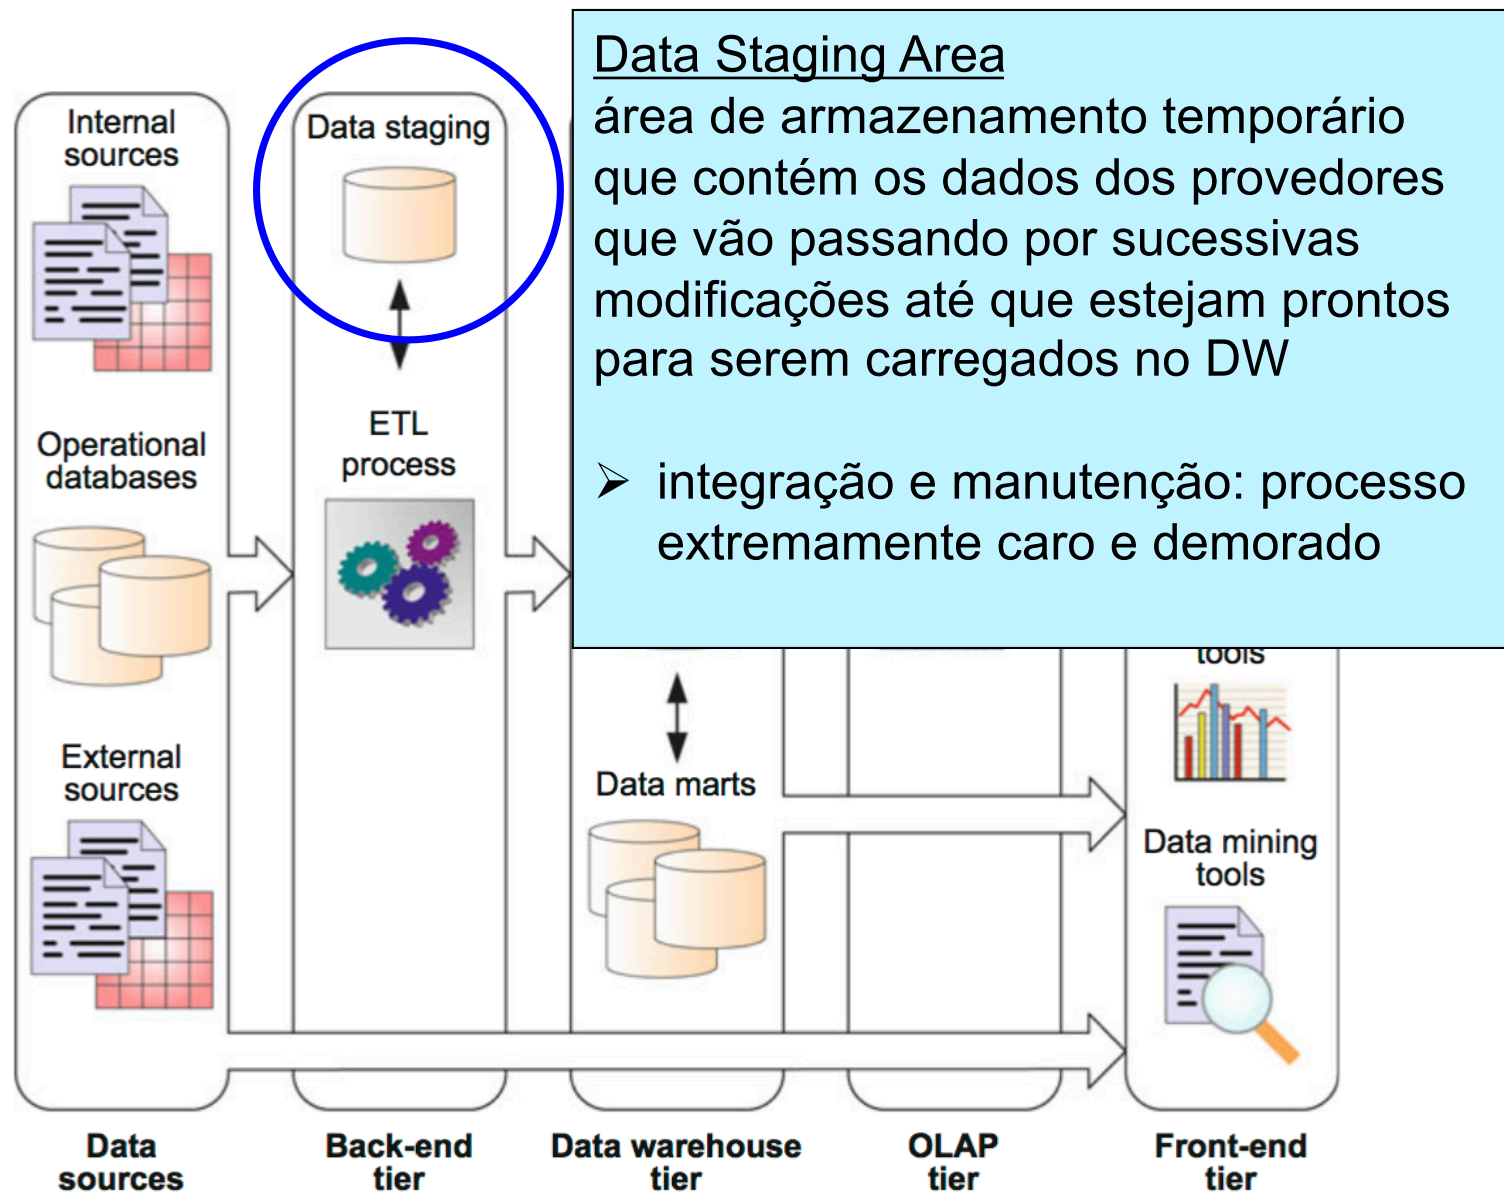 Data Staging Area
área de armazenamento temporário
que contém os dados dos provedores
que vão passando por sucessivas
modificações até que estejam prontos
para serem carregados no DW
➢ integração e manutenção: processo
extremamente caro e demorado
Internal
sources
Operational
databases
External
sources
Data staging
ETL
process
Data marts
tools
Data mining
tools
Data
sources
Back-end
tier
Data warehouse
tier
OLAP
tier
Front-end
tier